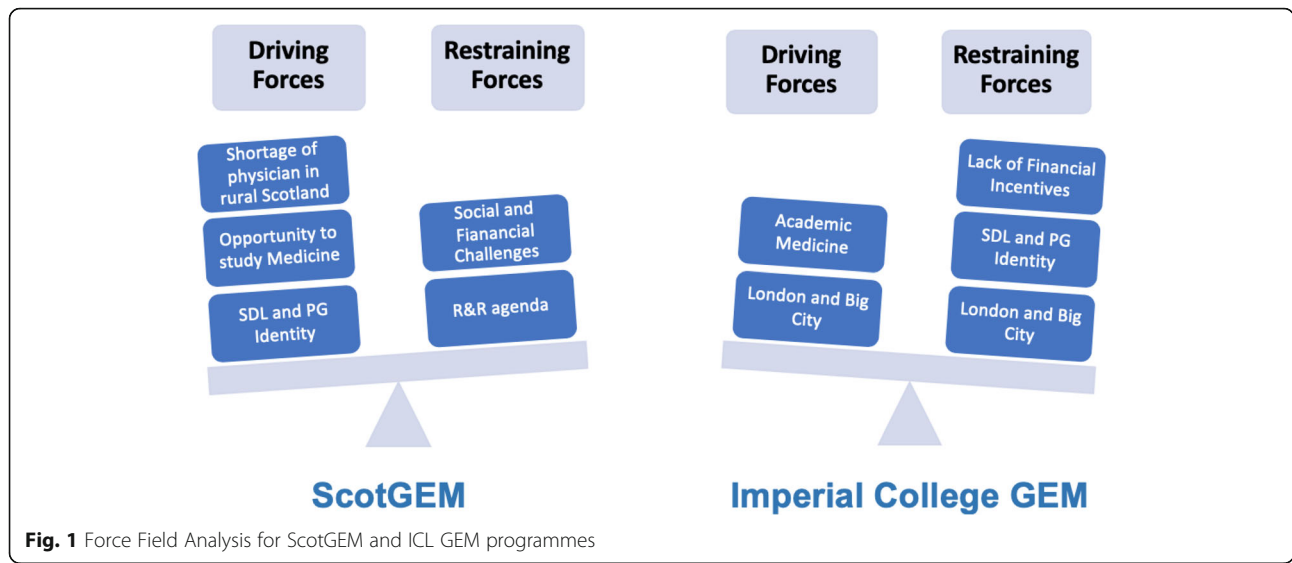 Driving
Forces
Restraining
Forces
Shortage of
physician in
rural Scotland
Opportunity to
study Medicine
SDL and PG
Identity
Social and
Fianancial
Challenges
R&R agenda
ScotGEM
Driving
Forces
Restraining
Forces
Academic
Medicine
London and Big
City
Lack of Financial
Incentives
SDL and PG
Identity
London and Big
City
Imperial College GEM
Fig. 1 Force Field Analysis for ScotGEM and ICL GEM programmes